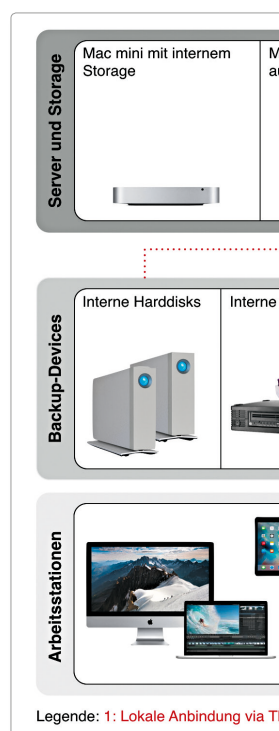 Server und Storage
Mac mini mit internem
Storage
Backup-Devices
Interne Harddisks
Interne
Arbeitsstationen
Legende: 1: Lokale Anbindung via